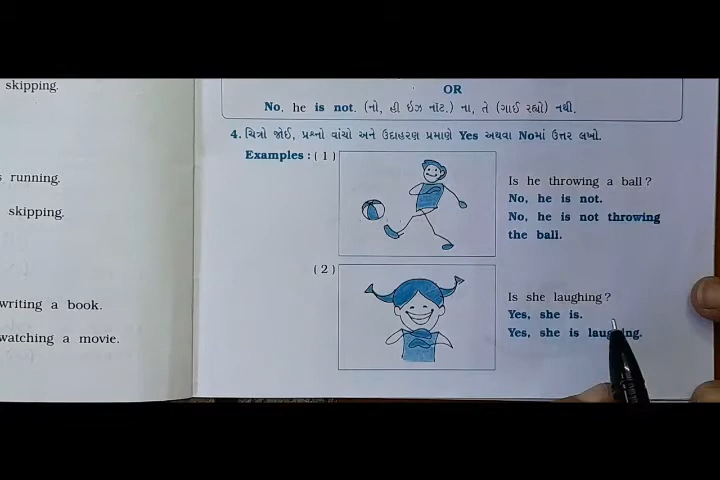 skipping.
running.
skipping.
writing a book.
watching a movie.
OR
No, he is not. (નો, હી ઇઝ નૉટ.) ના, તે (ગાઈ રહ્યો) નથી.
4. ચિત્રો જોઈ, પ્રશ્નો વાંચો અને ઉદાહરણ પ્રમાણે Yes અથવા Noમાં ઉત્તર લખો.
Examples : (1)
Is he throwing a ball ?
No, he is not.
No, he is not throwing
the ball.
(2)
Is she laughing ?
Yes, she is.
Yes, she is laughing.